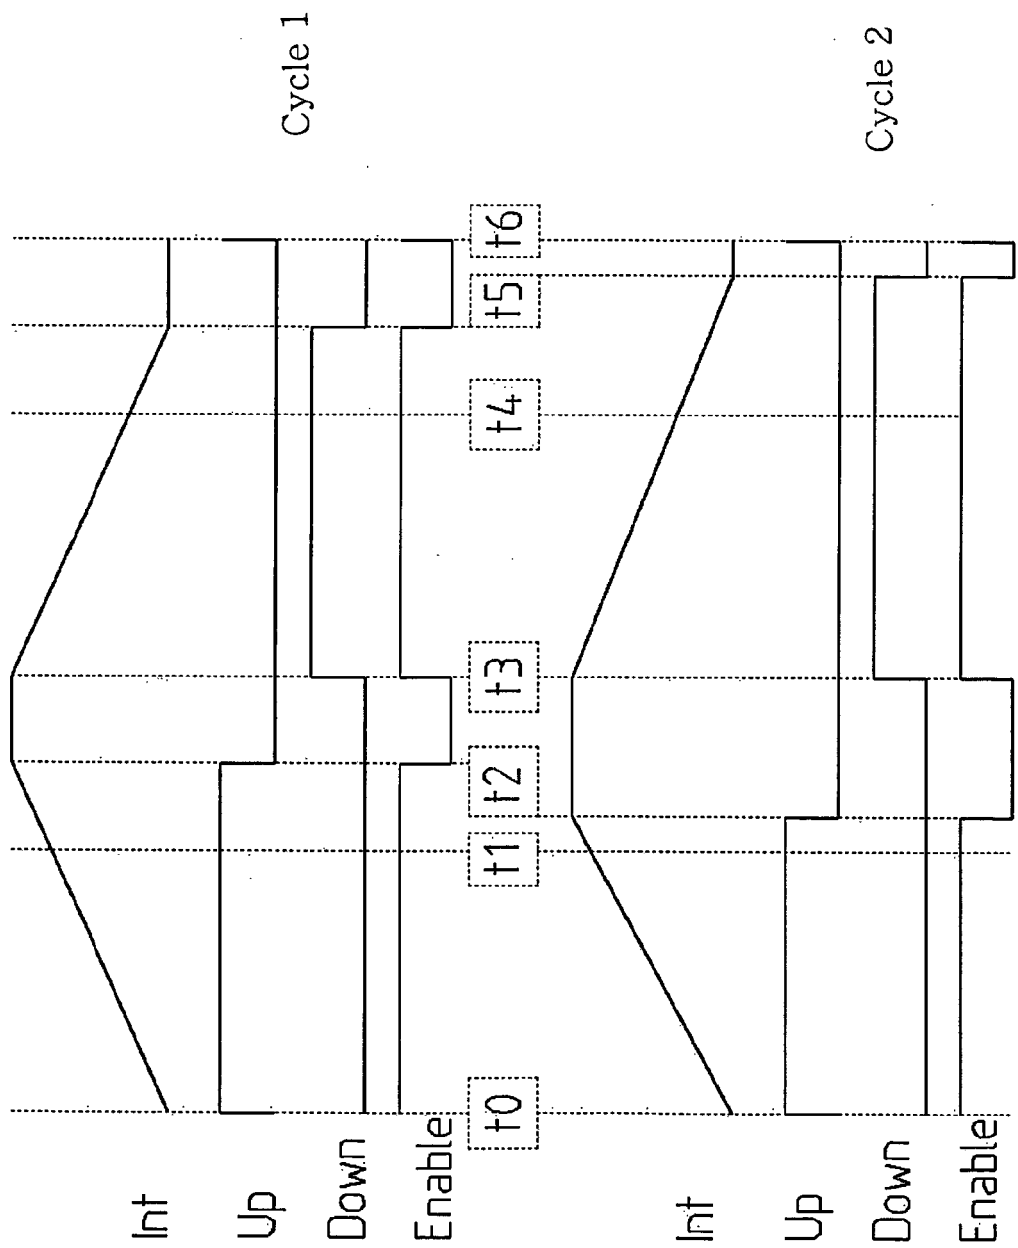 Cycle 1
Int
Up
Down
Enable
t0
t1
t2
t3
t4
t5
t6
Cycle 2
Int
Up
Down
Enable